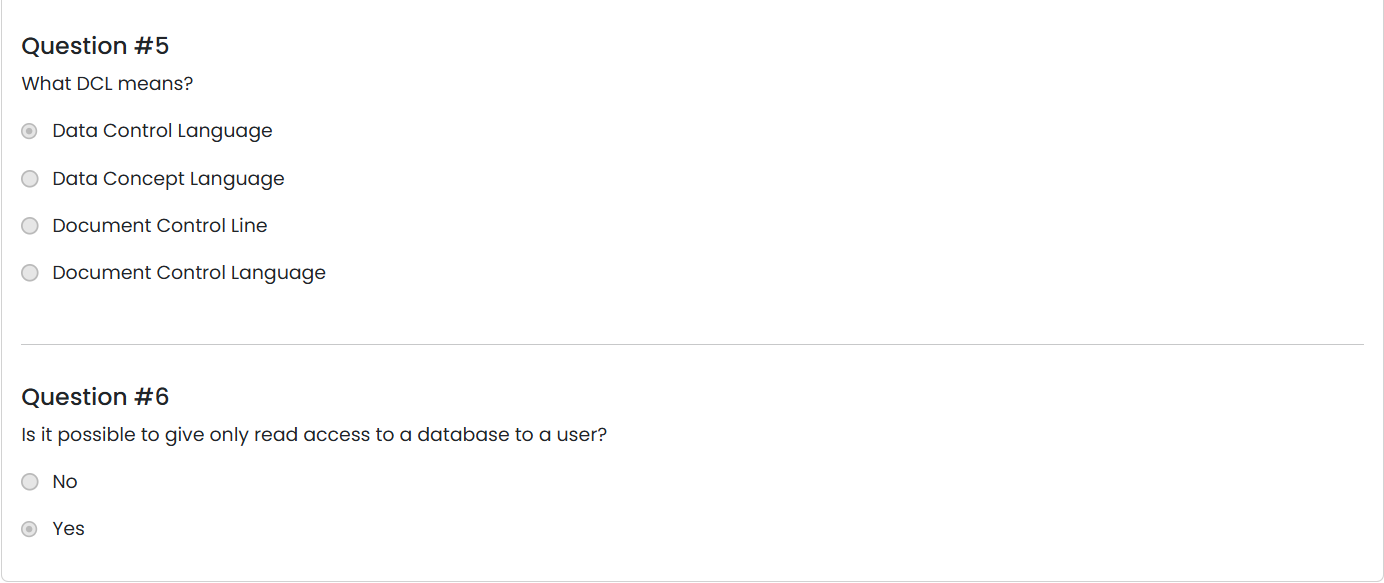 Question #5
What DCL means?
Data Control Language
Data Concept Language
Document Control Line
Document Control Language
Question #6
Is it possible to give only read access to a database to a user?
No
Yes